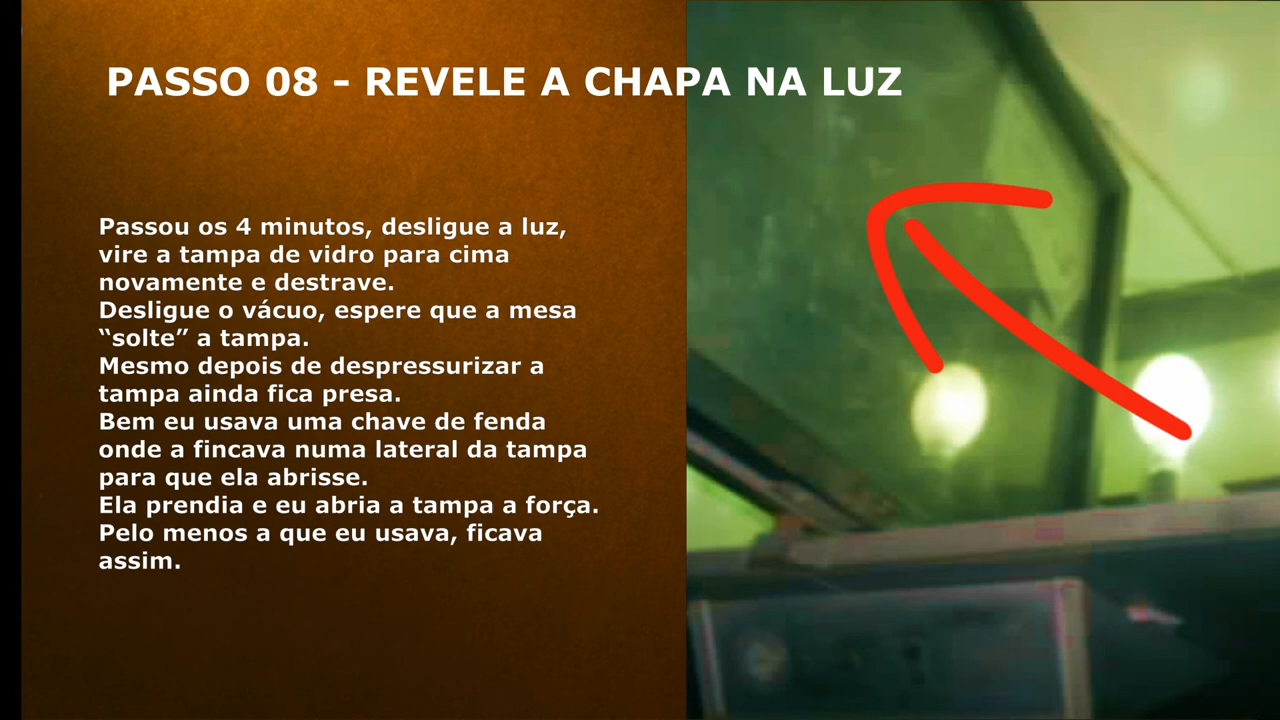 PASSO 08 - REVELE A CHAPA NA LUZ
Passou os 4 minutos, desligue a luz,
vire a tampa de vidro para cima
novamente e destrave.
Desligue o vácuo, espere que a mesa
“solte” a tampa.
Mesmo depois de despressurizar a
tampa ainda fica presa.
Bem eu usava uma chave de fenda
onde a fincava numa lateral da tampa
para que ela abrisse.
Ela prendia e eu abria a tampa a força.
Pelo menos a que eu usava, ficava
assim.